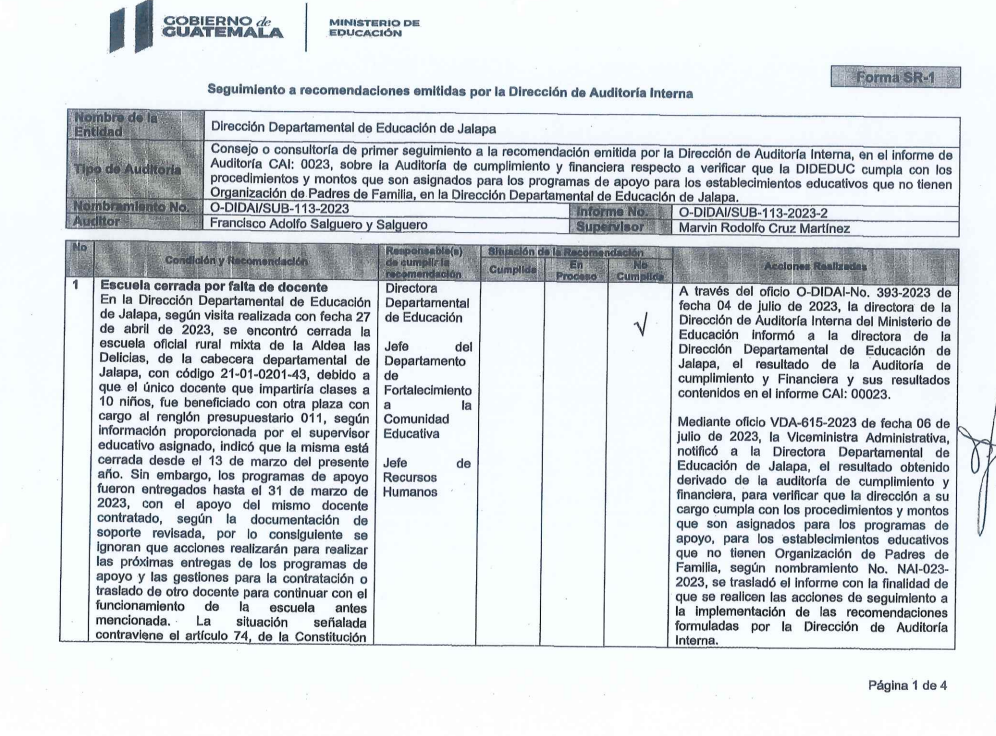 GOBIERNO de
GUATEMALA
MINISTERIO DE
EDUCACIÓN
Forma SR-1
Seguimiento a recomendaciones emitidas por la Dirección de Auditoría Interna
Nombre de la
Entidad
Dirección Departamental de Educación de Jalapa
Tipo de Auditoría
Consejo o consultoría de primer seguimiento a la recomendación emitida por la Dirección de Auditoría Interna, en el informe de
Auditoría CAI: 0023, sobre la Auditoría de cumplimiento y financiera respecto a verificar que la DIDEDUC cumpla con los
procedimientos y montos que son asignados para los programas de apoyo para los establecimientos educativos que no tienen
Organización de Padres de Familia, en la Dirección Departamental de Educación de Jalapa.
Nombramiento No.
O-DIDAI/SUB-113-2023
Informe No.
O-DIDAI/SUB-113-2023-2
Auditor
Francisco Adolfo Salguero y Salguero
Supervisor
Marvin Rodolfo Cruz Martínez
No
Condición y Recomendación
Responsable(s)
de cumplir la
recomendación
Situación de la Recomendación
Cumplida
En
Proceso
No
Cumplida
Acciones Realizadas
1
Escuela cerrada por falta de docente
En la Dirección Departamental de Educación
de Jalapa, según visita realizada con fecha 27
de abril de 2023, se encontró cerrada la
escuela oficial rural mixta de la Aldea las
Delicias, de la cabecera departamental de
Jalapa, con código 21-01-0201-43, debido a
que el único docente que impartiría clases a
10 niños, fue beneficiado con otra plaza con
cargo al renglón presupuestario 011, según
información proporcionada por el supervisor
educativo asignado, indicó que la misma está
cerrada desde el 13 de marzo del presente
año. Sin embargo, los programas de apoyo
fueron entregados hasta el 31 de marzo de
2023, con el apoyo del mismo docente
contratado, según la documentación de
soporte revisada, por lo consiguiente se
ignoran que acciones realizarán para realizar
las próximas entregas de los programas de
apoyo y las gestiones para la contratación o
traslado de otro docente para continuar con el
funcionamiento de la escuela antes
mencionada. La situación señalada
contraviene el artículo 74, de la Constitución
Directora
Departamental
de Educación
Jefe del
Departamento
de
Fortalecimiento
a la
Comunidad
Educativa
Jefe de
Recursos
Humanos
√
A través del oficio O-DIDAI-No. 393-2023 de
fecha 04 de julio de 2023, la directora de la
Dirección de Auditoría Interna del Ministerio de
Educación informó a la directora de la
Dirección Departamental de Educación de
Jalapa, el resultado de la Auditoría de
cumplimiento y Financiera y sus resultados
contenidos en el informe CAI: 00023.
Mediante oficio VDA-615-2023 de fecha 06 de
julio de 2023, la Viceministra Administrativa,
notificó a la Directora Departamental de
Educación de Jalapa, el resultado obtenido
derivado de la auditoría de cumplimiento y
financiera, para verificar que la dirección a su
cargo cumpla con los procedimientos y montos
que son asignados para los programas de
apoyo, para los establecimientos educativos
que no tienen Organización de Padres de
Familia, según nombramiento No. NAI-023-
2023, se trasladó el informe con la finalidad de
que se realicen las acciones de seguimiento a
la implementación de las recomendaciones
formuladas por la Dirección de Auditoría
Interna.
Página 1 de 4